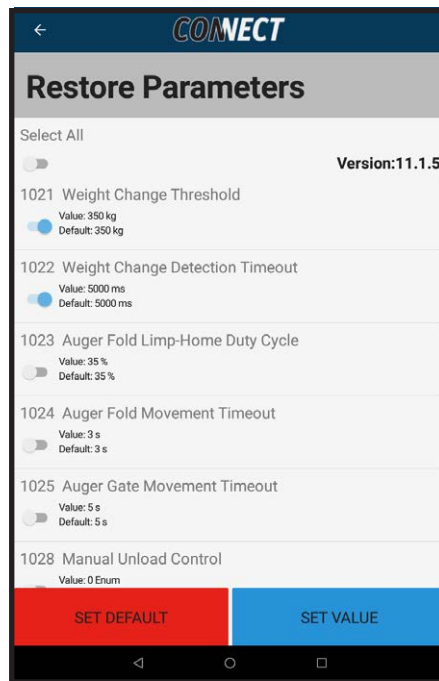 CONNECT
Restore Parameters
Select All
Version:11.1.5
1021 Weight Change Threshold
Value: 350 kg
Default: 350 kg
1022 Weight Change Detection Timeout
Value: 5000 ms
Default: 5000 ms
1023 Auger Fold Limp-Home Duty Cycle
Value: 35 %
Default: 35 %
1024 Auger Fold Movement Timeout
Value: 3 s
Default: 3 s
1025 Auger Gate Movement Timeout
Value: 5 s
Default: 5 s
1028 Manual Unload Control
Value: 0 Enum
SET DEFAULT
SET VALUE